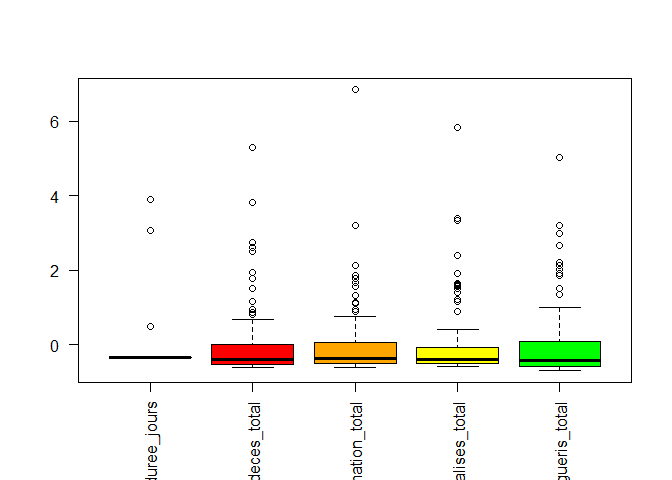 6
4
2
0
duree_jours
deces_total
nation_total
alises_total
gueris_total